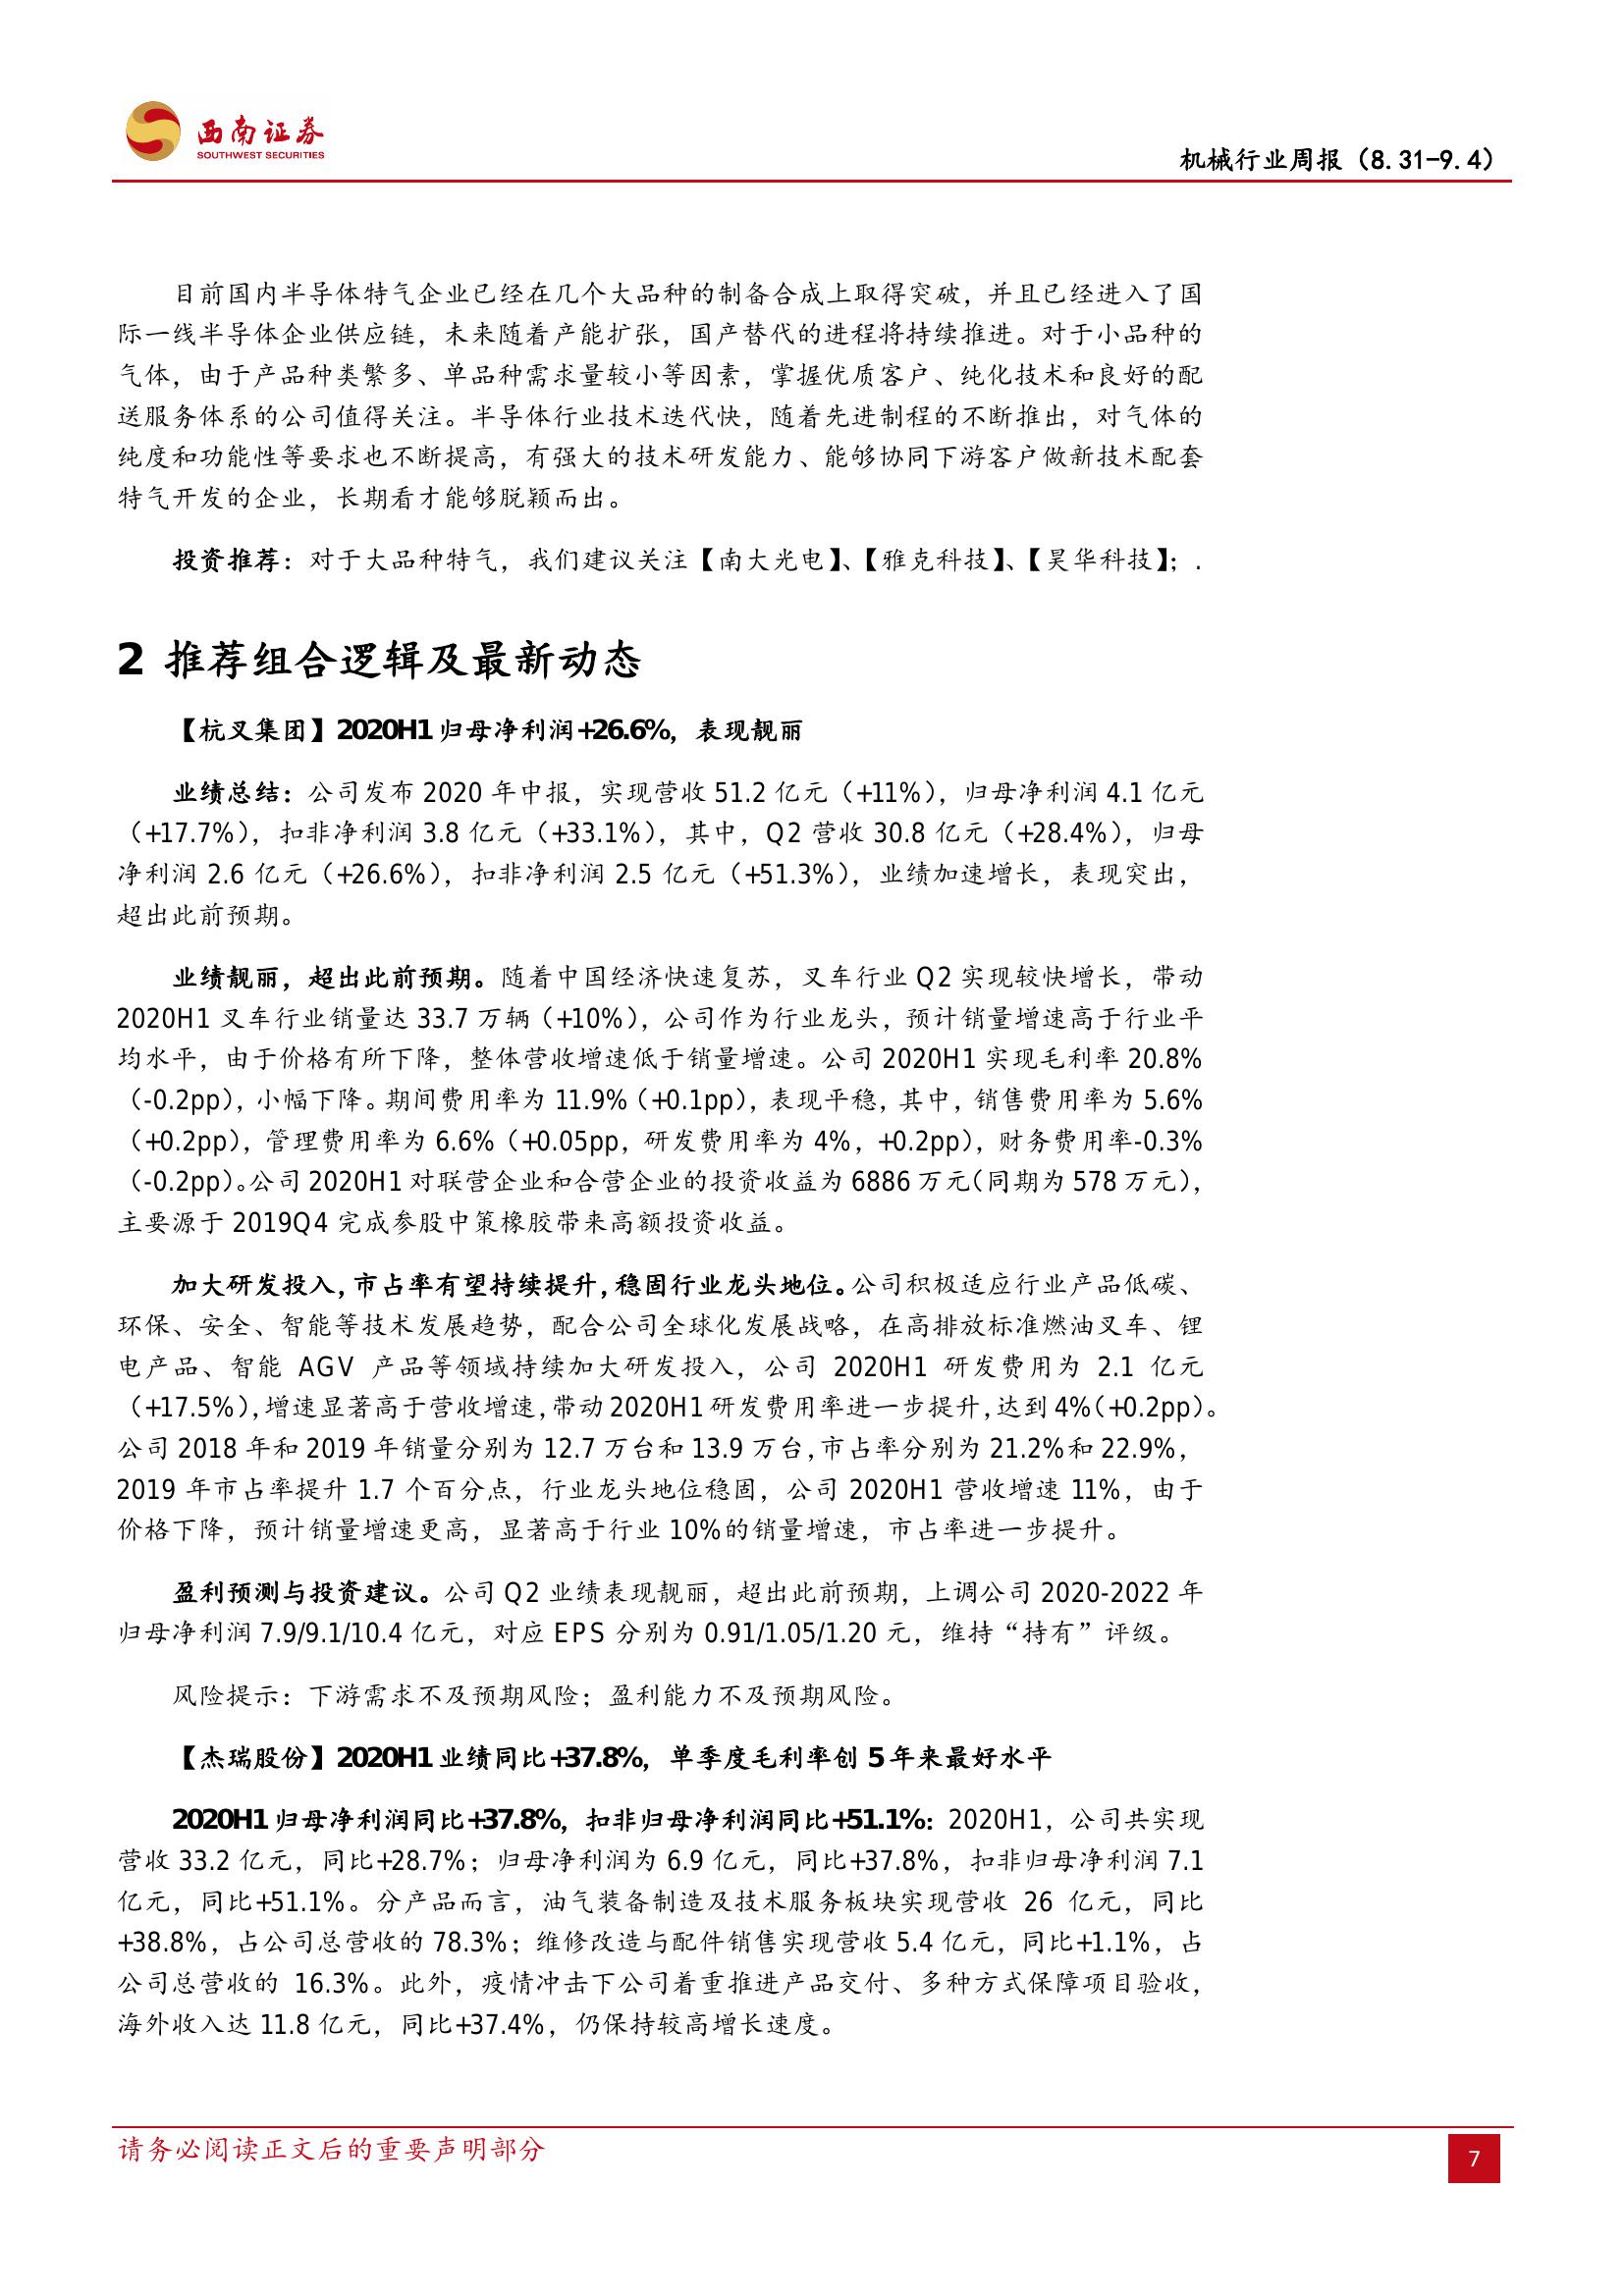 西南证券
SOUTHWEST SECURITIES
机械行业周报（8.31-9.4）
目前国内半导体特气企业已经在几个大品种的制备合成上取得突破，并且已经进入了国
际一线半导体企业供应链，未来随着产能扩张，国产替代的进程将持续推进。对于小品种的
气体，由于产品种类繁多、单品种需求量较小等因素，掌握优质客户、纯化技术和良好的配
送服务体系的公司值得关注。半导体行业技术迭代快，随着先进制程的不断推出，对气体的
纯度和功能性等要求也不断提高，有强大的技术研发能力、能够协同下游客户做新技术配套
特气开发的企业，长期看才能够脱颖而出。
投资推荐：对于大品种特气，我们建议关注【南大光电】、【雅克科技】、【昊华科技】；.
2 推荐组合逻辑及最新动态
【杭叉集团】2020H1 归母净利润+26.6%，表现靓丽
业绩总结：公司发布 2020 年中报，实现营收 51.2 亿元（+11%），归母净利润 4.1 亿元
（+17.7%），扣非净利润 3.8 亿元（+33.1%），其中，Q2 营收 30.8 亿元（+28.4%），归母
净利润 2.6 亿元（+26.6%），扣非净利润 2.5 亿元（+51.3%），业绩加速增长，表现突出，
超出此前预期。
业绩靓丽，超出此前预期。随着中国经济快速复苏，叉车行业 Q2 实现较快增长，带动
2020H1 叉车行业销量达 33.7 万辆（+10%），公司作为行业龙头，预计销量增速高于行业平
均水平，由于价格有所下降，整体营收增速低于销量增速。公司 2020H1 实现毛利率 20.8%
（-0.2pp），小幅下降。期间费用率为 11.9%（+0.1pp），表现平稳，其中，销售费用率为 5.6%
（+0.2pp），管理费用率为 6.6%（+0.05pp，研发费用率为 4%，+0.2pp），财务费用率-0.3%
（-0.2pp）。公司 2020H1 对联营企业和合营企业的投资收益为 6886 万元（同期为 578 万元），
主要源于 2019Q4 完成参股中策橡胶带来高额投资收益。
加大研发投入，市占率有望持续提升，稳固行业龙头地位。公司积极适应行业产品低碳、
环保、安全、智能等技术发展趋势，配合公司全球化发展战略，在高排放标准燃油叉车、锂
电产品、智能 AGV 产品等领域持续加大研发投入，公司 2020H1 研发费用为 2.1 亿元
（+17.5%），增速显著高于营收增速，带动 2020H1 研发费用率进一步提升，达到 4%（+0.2pp）。
公司 2018 年和 2019 年销量分别为 12.7 万台和 13.9 万台，市占率分别为 21.2%和 22.9%，
2019 年市占率提升 1.7 个百分点，行业龙头地位稳固，公司 2020H1 营收增速 11%，由于
价格下降，预计销量增速更高，显著高于行业 10%的销量增速，市占率进一步提升。
盈利预测与投资建议。公司 Q2 业绩表现靓丽，超出此前预期，上调公司 2020-2022 年
归母净利润 7.9/9.1/10.4 亿元，对应 EPS 分别为 0.91/1.05/1.20 元，维持“持有”评级。
风险提示：下游需求不及预期风险；盈利能力不及预期风险。
【杰瑞股份】2020H1 业绩同比+37.8%，单季度毛利率创 5 年来最好水平
2020H1 归母净利润同比+37.8%，扣非归母净利润同比+51.1%：2020H1，公司共实现
营收 33.2 亿元，同比+28.7%；归母净利润为 6.9 亿元，同比+37.8%，扣非归母净利润 7.1
亿元，同比+51.1%。分产品而言，油气装备制造及技术服务板块实现营收 26 亿元，同比
+38.8%，占公司总营收的 78.3%；维修改造与配件销售实现营收 5.4 亿元，同比+1.1%，占
公司总营收的 16.3%。此外，疫情冲击下公司着重推进产品交付、多种方式保障项目验收，
海外收入达 11.8 亿元，同比+37.4%，仍保持较高增长速度。
请务必阅读正文后的重要声明部分
7